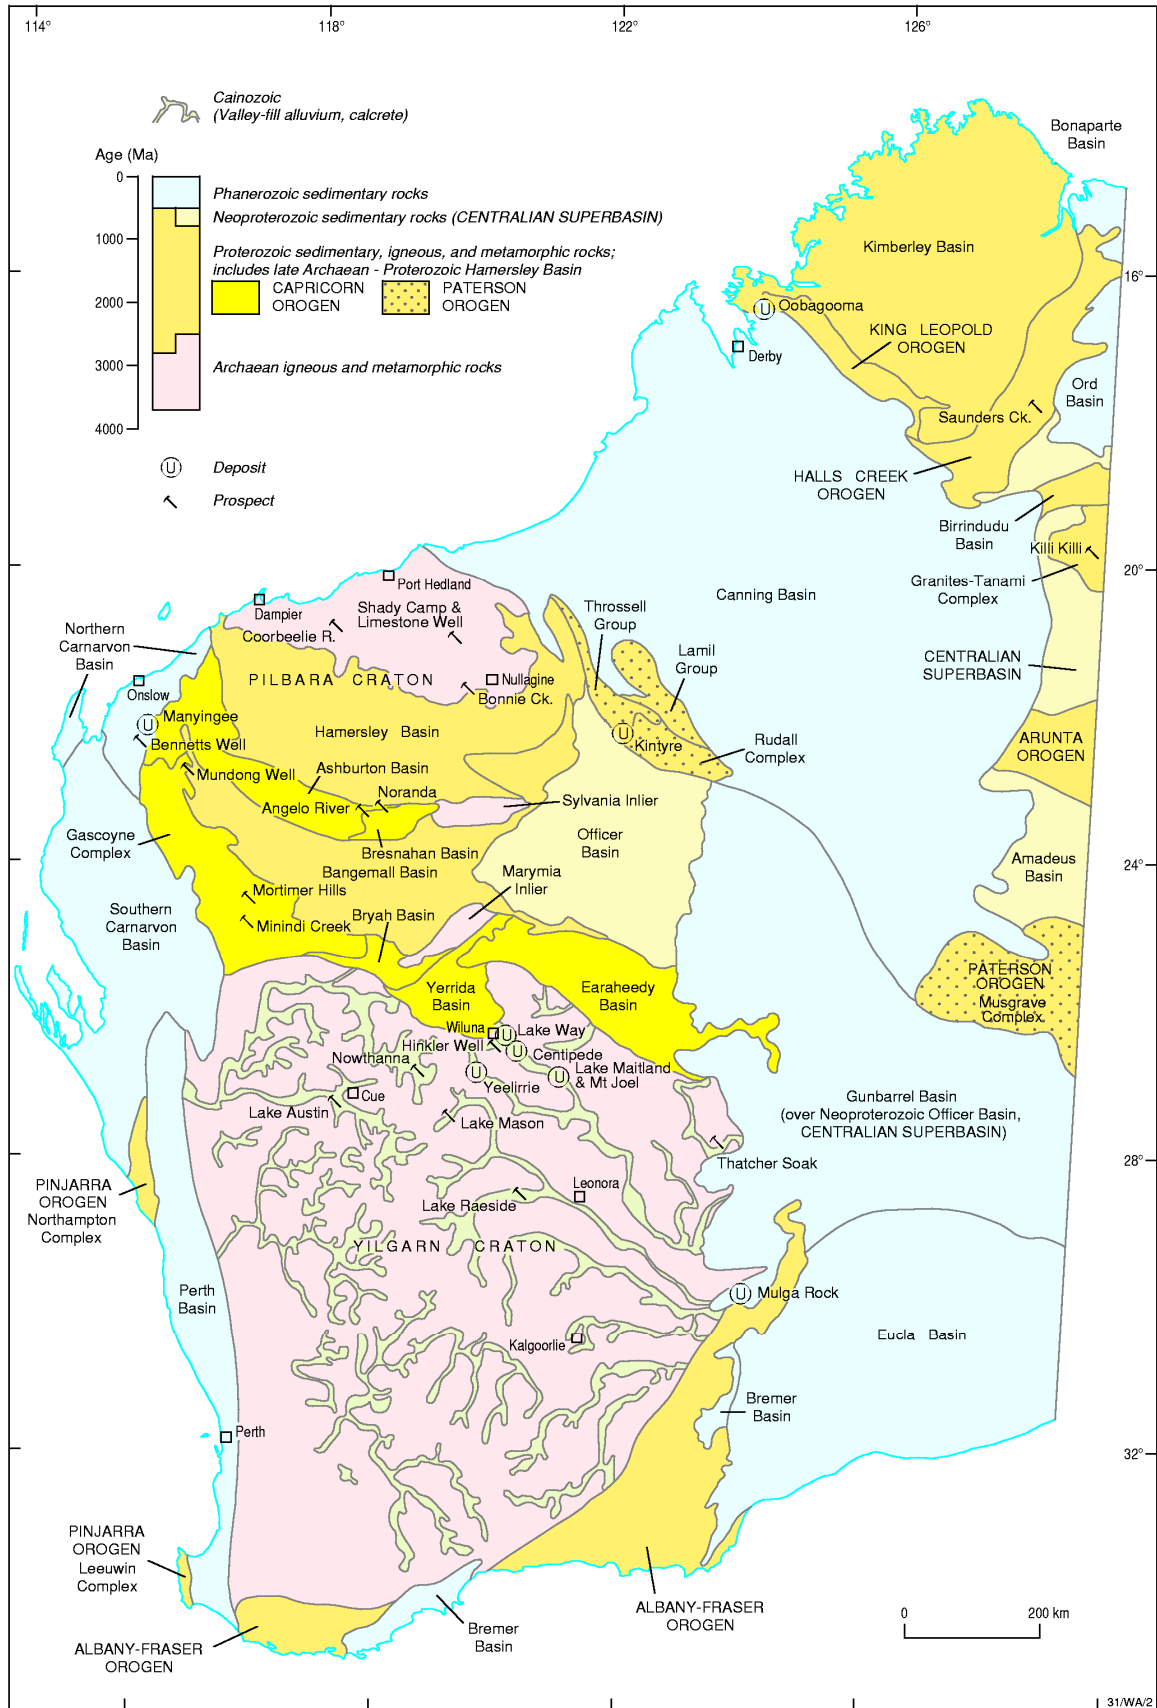 114°
118°
122°
126°
Cainozoic
(Valley-fill alluvium, calcrete)
Age (Ma)
0
1000
2000
3000
4000
Phanerozoic sedimentary rocks
Neoproterozoic sedimentary rocks (CENTRALIAN SUPERBASIN)
Proterozoic sedimentary, igneous, and metamorphic rocks;
includes late Archaean - Proterozoic Hamersley Basin
CAPRICORN
OROGEN
PATERSON
OROGEN
Archaean igneous and metamorphic rocks
U
Deposit
Prospect
Bonaparte
Basin
Kimberley Basin
16°
U
Oobagooma
KING LEOPOLD
OROGEN
Derby
Ord
Basin
Saunders Ck.
HALLS CREEK
OROGEN
Birrindudu
Basin
Killi Killi
20°
Granites-Tanami
Complex
Canning Basin
CENTRALIAN
SUPERBASIN
ARUNTA
OROGEN
Port Hedland
Dampier
Shady Camp &
Limestone Well
Coorbeelie R.
Throssell
Group
Lamil
Group
Northern
Carnarvon
Basin
PILBARA CRATON
Nullagine
Bonnie Ck.
Onslow
U
Manyingee
Bennetts Well
Hamersley Basin
U
Kintyre
Rudall
Complex
Mundong Well
Ashburton Basin
Angelo River
Noranda
Sylvania Inlier
Officer
Basin
Gascoyne
Complex
Bresnahan Basin
Bangemall Basin
Marymia
Inlier
24°
Amadeus
Basin
Mortimer Hills
Minindi Creek
Bryah Basin
Southern
Carnarvon
Basin
PATERSON
OROGEN
Musgrave
Complex
Yerrida
Basin
Earaheedy
Basin
Wiluna
U
Lake Way
Hinkler Well
U
Centipede
Nowthanna
U
Yeelirrie
U
Lake Maitland
& Mt Joel
Cue
Lake Austin
Lake Mason
Gunbarrel Basin
(over Neoproterozoic Officer Basin,
CENTRALIAN SUPERBASIN)
Thatcher Soak
28°
PINJARRA
OROGEN
Northampton
Complex
Leonora
Lake Raeside
YILGARN CRATON
Perth
Basin
U
Mulga Rock
Eucla Basin
Kalgoorlie
Bremer
Basin
Perth
32°
PINJARRA
OROGEN
Leeuwin
Complex
ALBANY-FRASER
OROGEN
Bremer
Basin
ALBANY-FRASER
OROGEN
0
200 km
31/WA/2